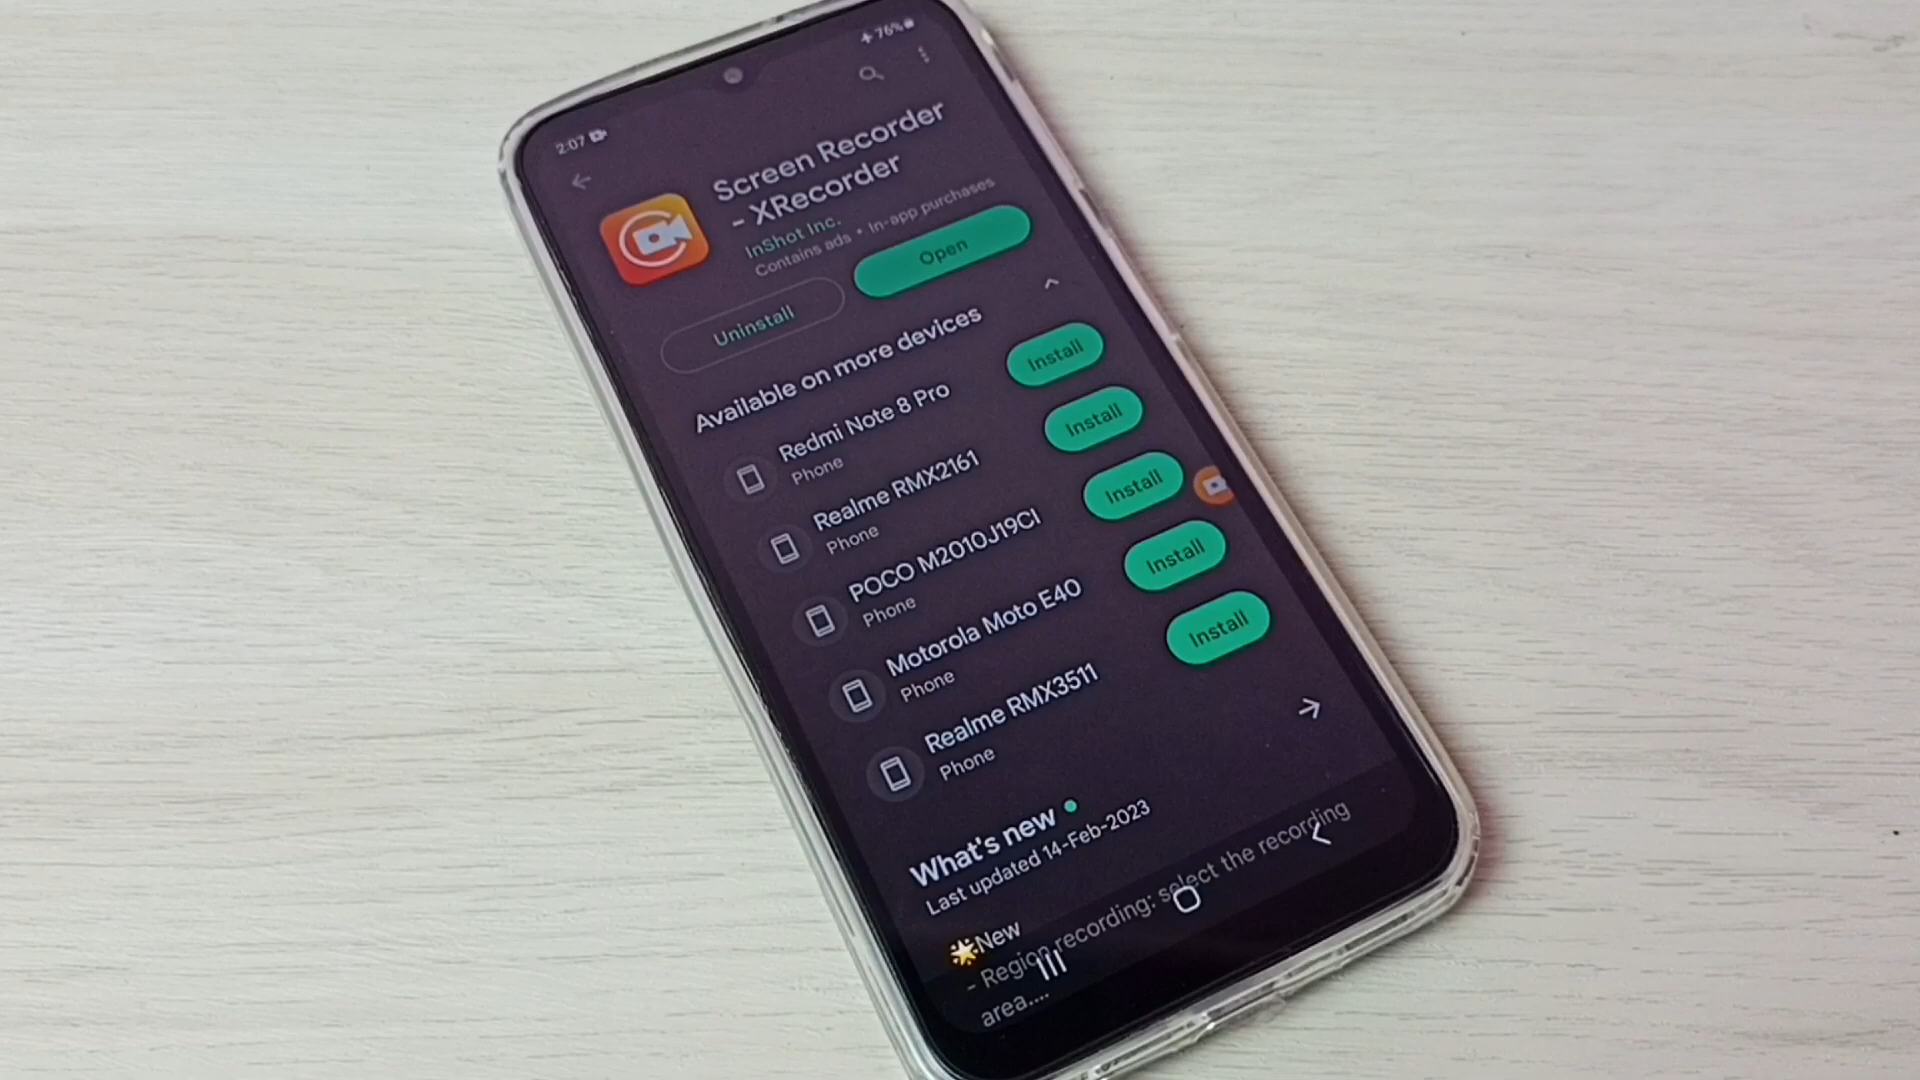 2:07
76%
Screen Recorder
- XRecorder
InShot Inc.
Contains ads • In-app purchases
Uninstall
Open
Available on more devices
Redmi Note 8 Pro
Phone
Install
Realme RMX2161
Phone
Install
POCO M2010J19CI
Phone
Install
Motorola Moto E40
Phone
Install
Realme RMX3511
Phone
Install
What's new
Last updated 14-Feb-2023
New
- Region recording: select the recording
area....